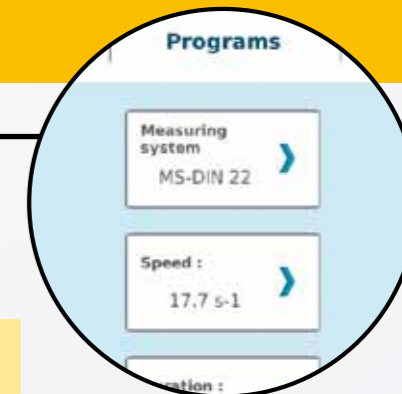 Programs
Measuring
system
MS-DIN 22
Speed :
17.7 s-1